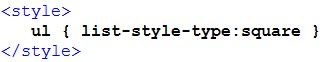 <style>
ul { list-style-type:square }
</style>